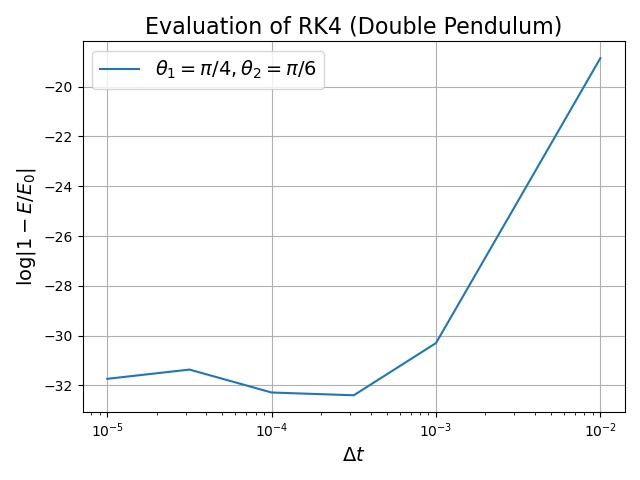 Evaluation of RK4 (Double Pendulum)
θ₁ = π/4, θ₂ = π/6
log|1 − E/E₀|
−20
−22
−24
−26
−28
−30
−32
10⁻⁵
10⁻⁴
10⁻³
10⁻²
Δt